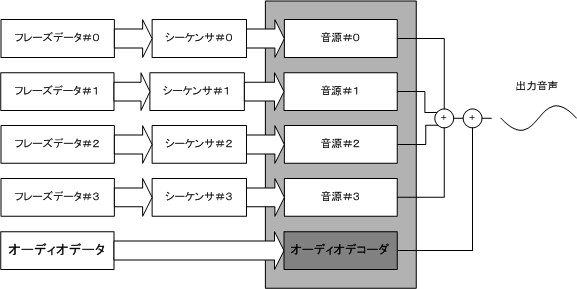 フレーズデータ#0
シーケンサ#0
音源#0
フレーズデータ#1
シーケンサ#1
音源#1
出力音声
+
+
フレーズデータ#2
シーケンサ#2
音源#2
フレーズデータ#3
シーケンサ#3
音源#3
オーディオデータ
オーディオデコーダ